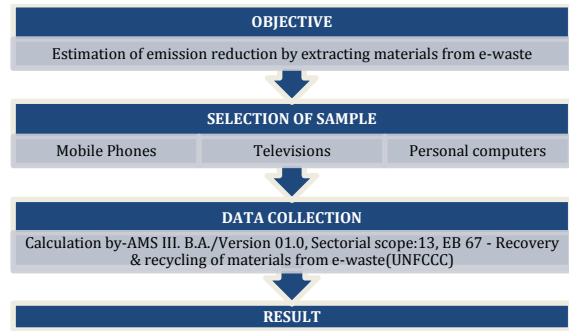 OBJECTIVE
Estimation of emission reduction by extracting materials from e-waste
SELECTION OF SAMPLE
Mobile Phones Televisions Personal computers
DATA COLLECTION
Calculation by-AMS III. B.A./Version 01.0, Sectorial scope:13, EB 67 - Recovery
& recycling of materials from e-waste(UNFCCC)
RESULT